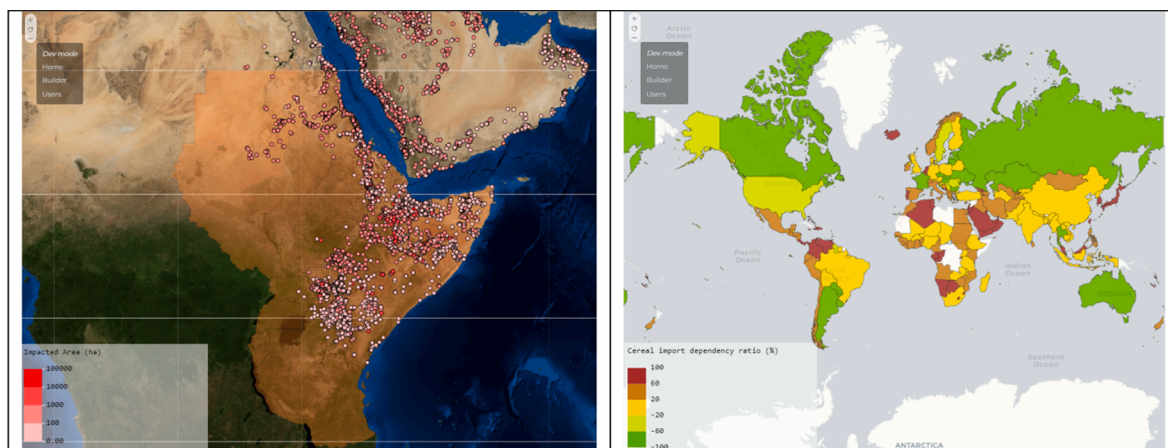 +
−
Dev mode
Home
Builder
Users
Impacted Area (ha)
100000
10000
1000
100
0.00
+
−
Dev mode
Home
Builder
Users
Arctic
Ocean
Pacific
Ocean
Indian
Ocean
OCEANIA
Southern
Ocean
ANTARCTICA
Cereal import dependency ratio (%)
100
60
20
-20
-60
-100